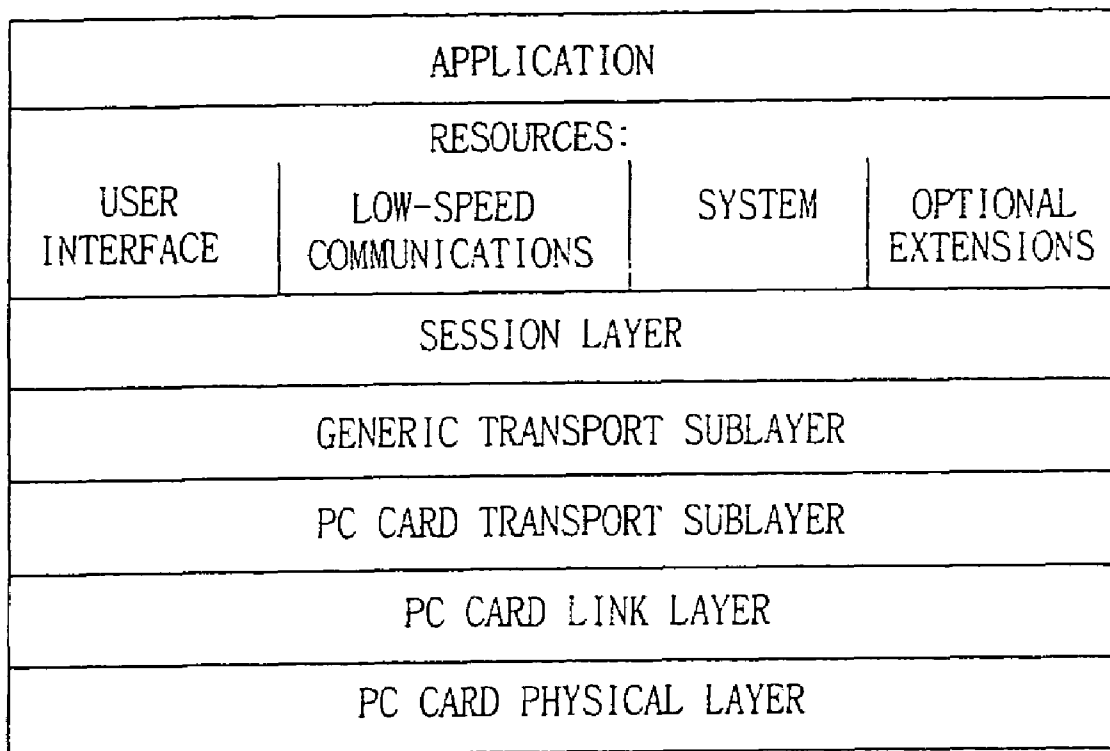 APPLICATION
RESOURCES:
USER
INTERFACE
LOW-SPEED
COMMUNICATIONS
SYSTEM
OPTIONAL
EXTENSIONS
SESSION LAYER
GENERIC TRANSPORT SUBLAYER
PC CARD TRANSPORT SUBLAYER
PC CARD LINK LAYER
PC CARD PHYSICAL LAYER